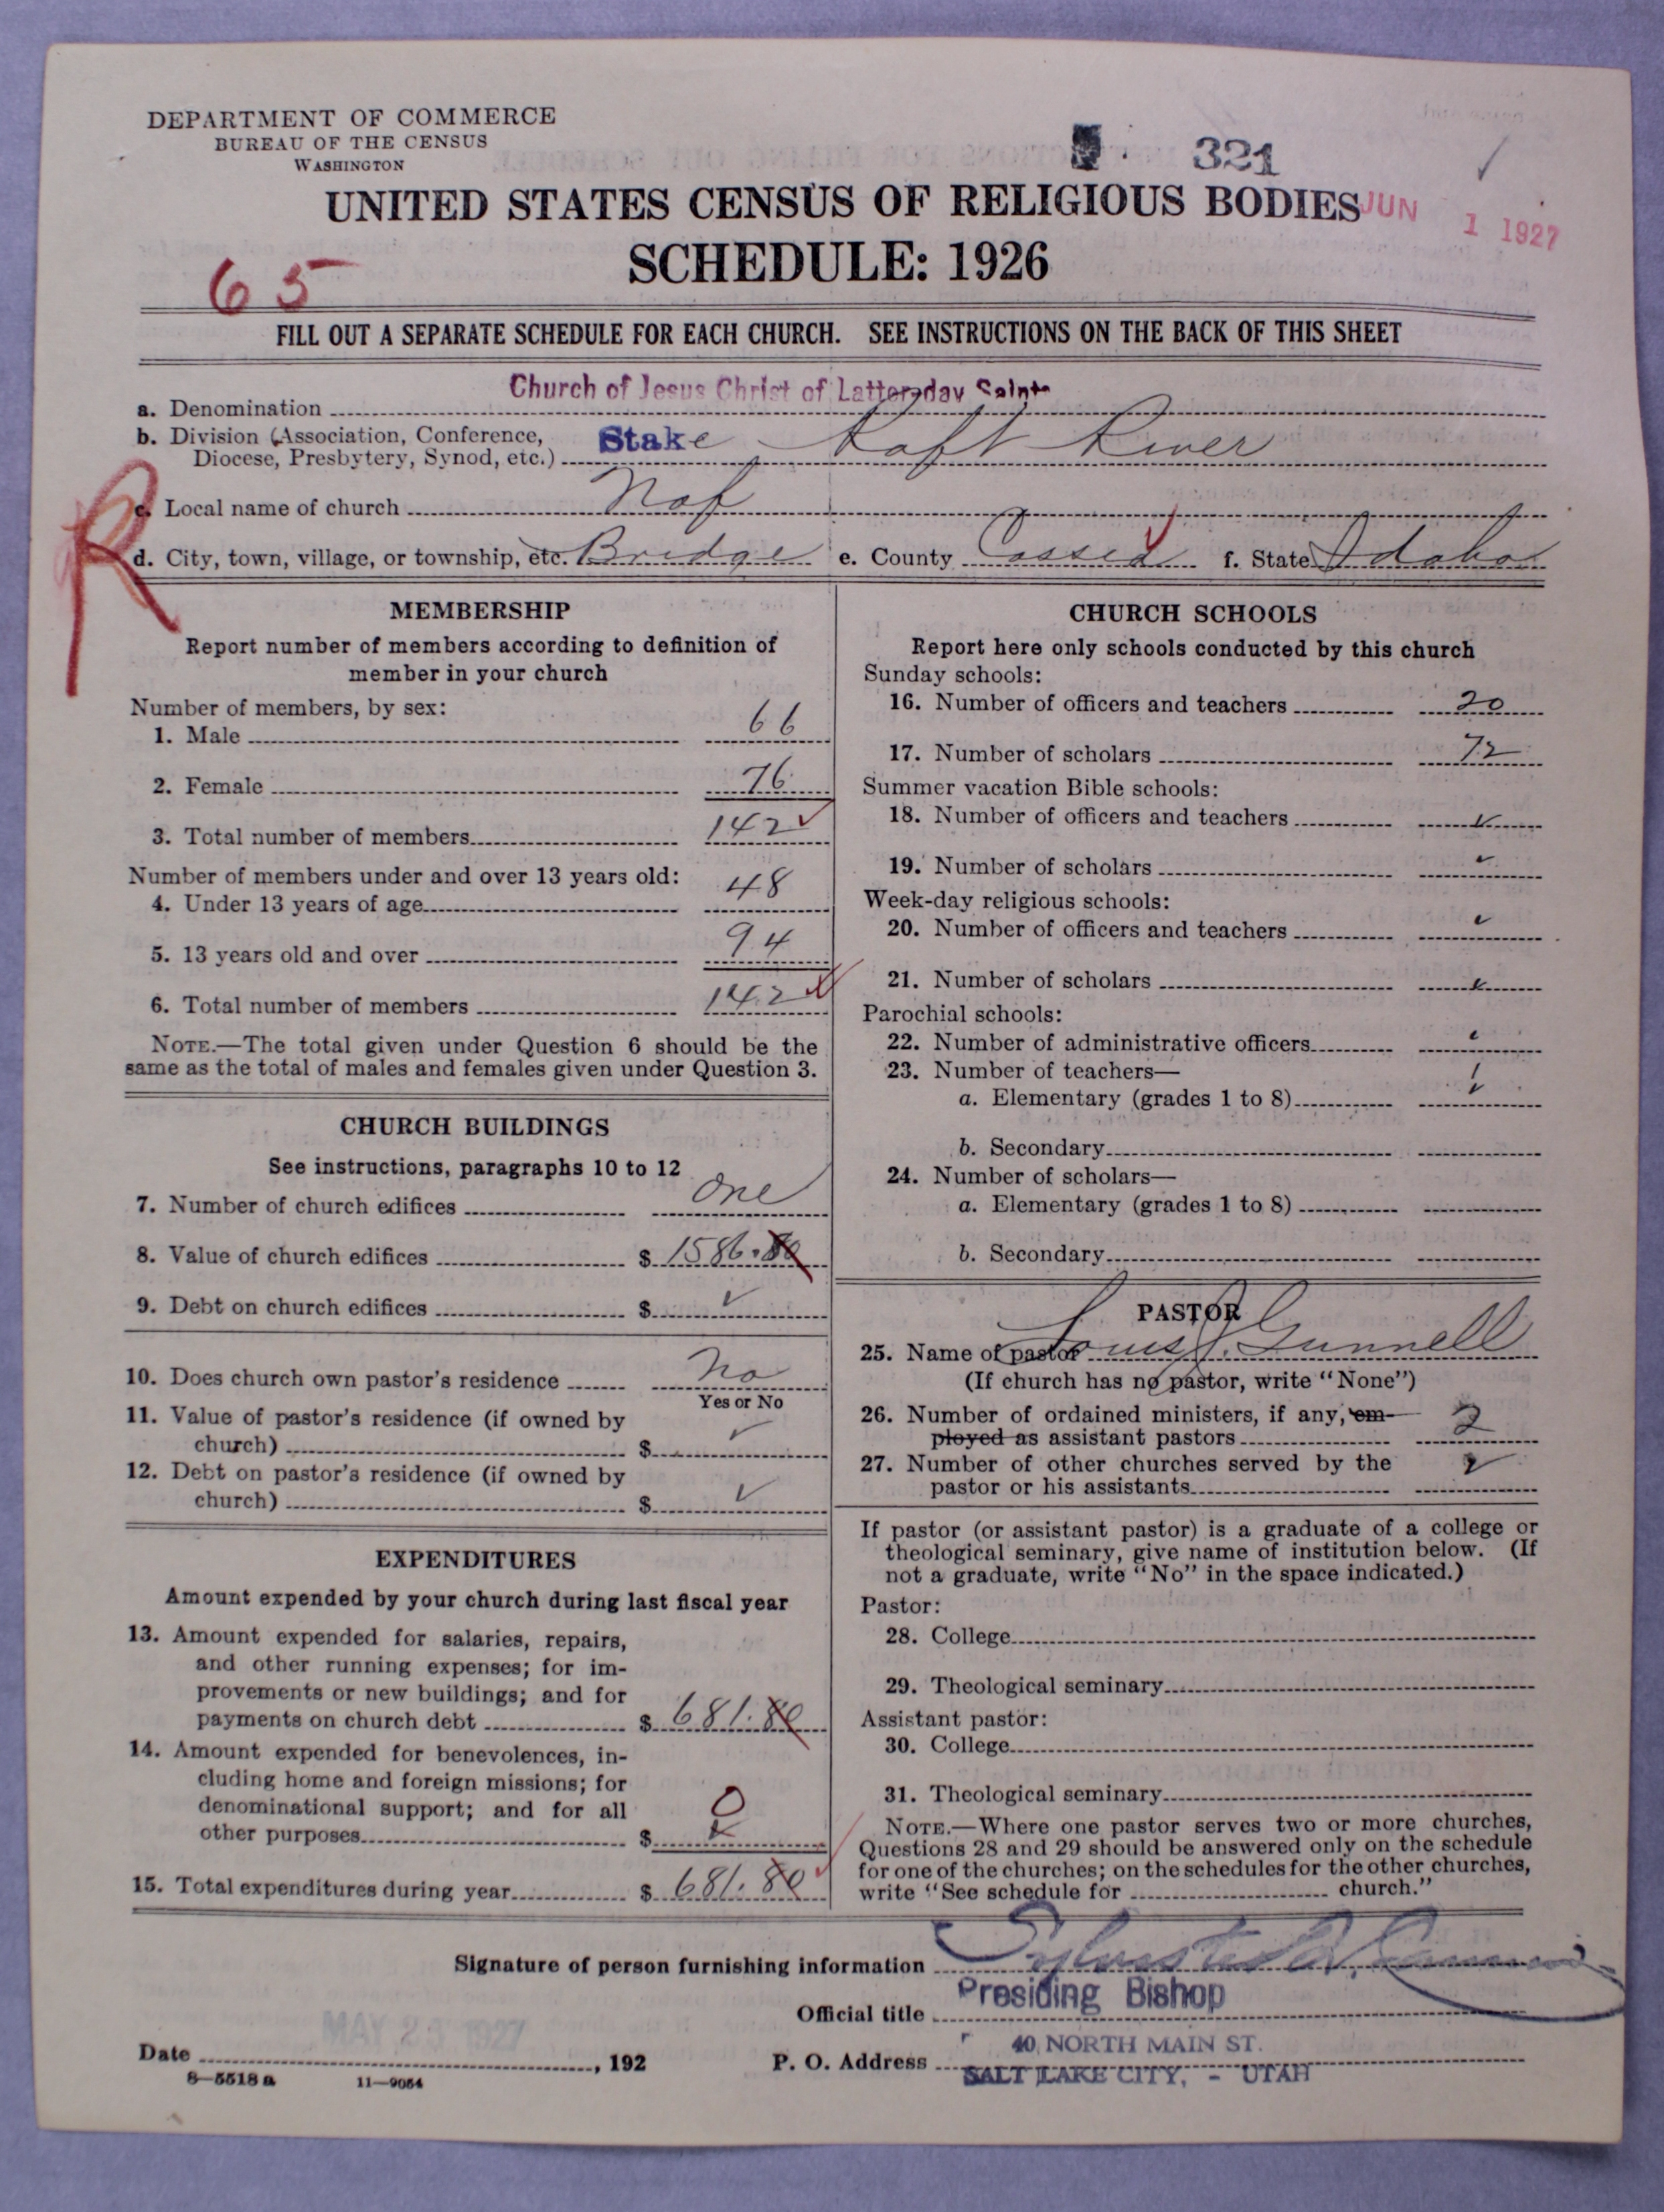 DEPARTMENT OF COMMERCE
BUREAU OF THE CENSUS
WASHINGTON
321
UNITED STATES CENSUS OF RELIGIOUS BODIES
JUN 1 1927
SCHEDULE: 1926
65
FILL OUT A SEPARATE SCHEDULE FOR EACH CHURCH. SEE INSTRUCTIONS ON THE BACK OF THIS SHEET
a. Denomination Church of Jesus Christ of Latter-day Saints
b. Division (Association, Conference, Diocese, Presbytery, Synod, etc.) Stake Raft River
R
c. Local name of church Naf
d. City, town, village, or township, etc. Bridge e. County Cassia f. State Idaho
MEMBERSHIP
Report number of members according to definition of
member in your church
Number of members, by sex:
1. Male 66
2. Female 76
3. Total number of members 142
Number of members under and over 13 years old:
4. Under 13 years of age 48
5. 13 years old and over 94
6. Total number of members 142
NOTE.—The total given under Question 6 should be the
same as the total of males and females given under Question 3.
CHURCH BUILDINGS
See instructions, paragraphs 10 to 12
7. Number of church edifices one
8. Value of church edifices $ 1586.80
9. Debt on church edifices $
10. Does church own pastor's residence No
Yes or No
11. Value of pastor's residence (if owned by
church) $
12. Debt on pastor's residence (if owned by
church) $
EXPENDITURES
Amount expended by your church during last fiscal year
13. Amount expended for salaries, repairs,
and other running expenses; for im-
provements or new buildings; and for
payments on church debt $ 681.80
14. Amount expended for benevolences, in-
cluding home and foreign missions; for
denominational support; and for all
other purposes $ 0
15. Total expenditures during year $ 681.80
CHURCH SCHOOLS
Report here only schools conducted by this church
Sunday schools:
16. Number of officers and teachers 20
17. Number of scholars 72
Summer vacation Bible schools:
18. Number of officers and teachers
19. Number of scholars
Week-day religious schools:
20. Number of officers and teachers
21. Number of scholars
Parochial schools:
22. Number of administrative officers
23. Number of teachers—
a. Elementary (grades 1 to 8)
b. Secondary
24. Number of scholars—
a. Elementary (grades 1 to 8)
b. Secondary
PASTOR
25. Name of pastor Louis J. Gunnell
(If church has no pastor, write "None")
26. Number of ordained ministers, if any, em-
ployed as assistant pastors 2
27. Number of other churches served by the
pastor or his assistants
If pastor (or assistant pastor) is a graduate of a college or
theological seminary, give name of institution below. (If
not a graduate, write "No" in the space indicated.)
Pastor:
28. College
29. Theological seminary
Assistant pastor:
30. College
31. Theological seminary
NOTE.—Where one pastor serves two or more churches,
Questions 28 and 29 should be answered only on the schedule
for one of the churches; on the schedules for the other churches,
write "See schedule for church."
Signature of person furnishing information Sylvester Q. Cannon
Official title Presiding Bishop
MAY 26 1927
Date , 192
P. O. Address 40 NORTH MAIN ST.
SALT LAKE CITY, - UTAH
8—5518 a 11—9054